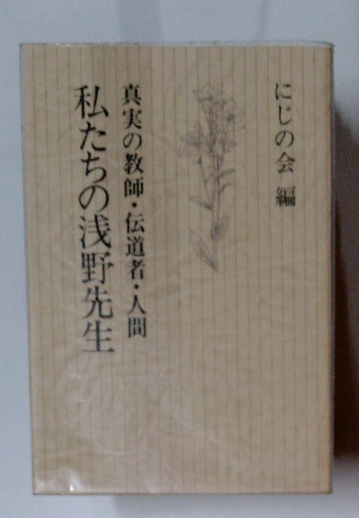 にじの会 編
真実の教師・伝道者・人間
私たちの浅野先生